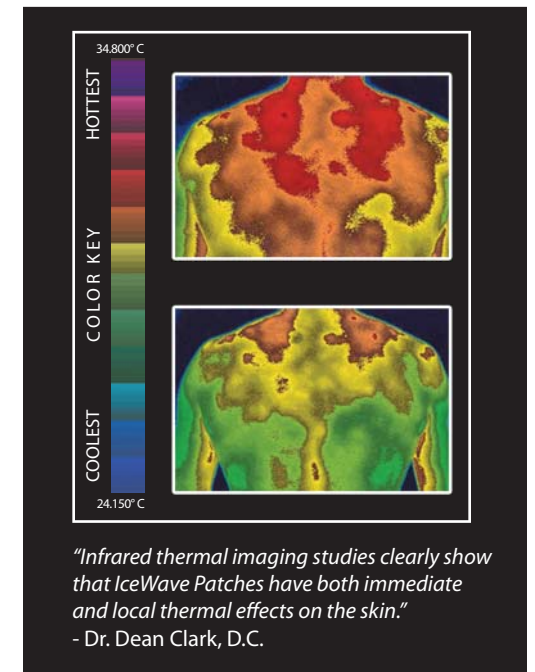 34.800° C
HOTTEST
COLOR KEY
COOLEST
24.150° C
“Infrared thermal imaging studies clearly show
that IceWave Patches have both immediate
and local thermal effects on the skin.”
- Dr. Dean Clark, D.C.